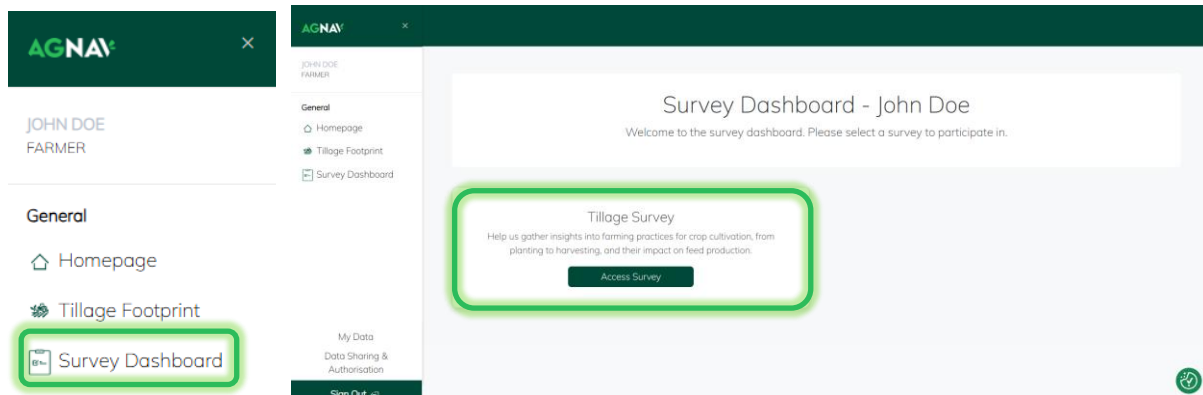 AGNAV
×
JOHN DOE
FARMER
General
Homepage
Tillage Footprint
Survey Dashboard
AGNAV
×
JOHN DOE
FARMER
General
Homepage
Tillage Footprint
Survey Dashboard
My Data
Data Sharing &
Authorisation
Sign Out
Survey Dashboard - John Doe
Welcome to the survey dashboard. Please select a survey to participate in.
Tillage Survey
Help us gather insights into farming practices for crop cultivation, from
planting to harvesting, and their impact on feed production.
Access Survey